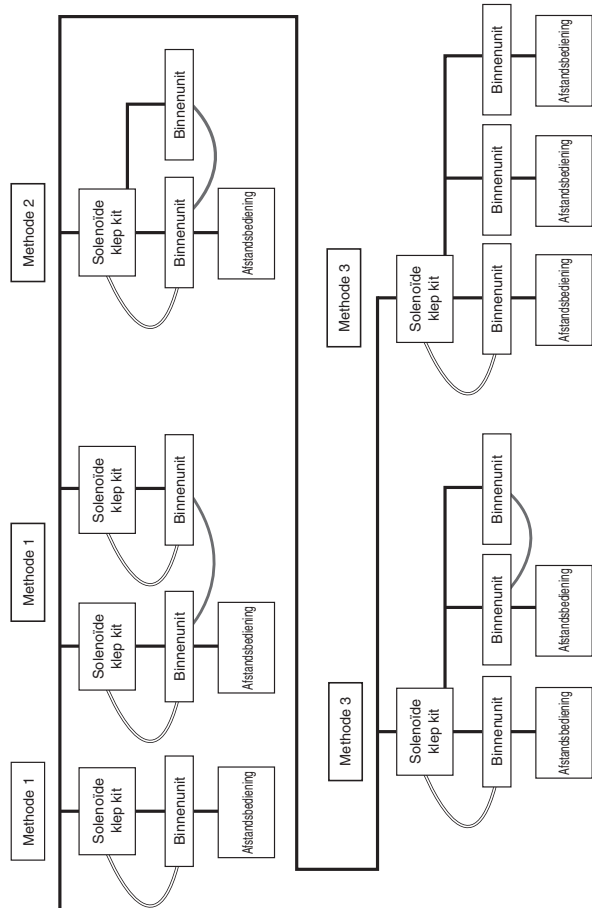 Methode 1
Solenoïde
klep kit
Binnenunit
Afstandsbediening
Methode 1
Solenoïde
klep kit
Binnenunit
Afstandsbediening
Solenoïde
klep kit
Binnenunit
Methode 2
Solenoïde
klep kit
Binnenunit
Afstandsbediening
Binnenunit
Methode 3
Solenoïde
klep kit
Binnenunit
Afstandsbediening
Binnenunit
Afstandsbediening
Binnenunit
Methode 3
Solenoïde
klep kit
Binnenunit
Afstandsbediening
Binnenunit
Afstandsbediening
Binnenunit
Afstandsbediening